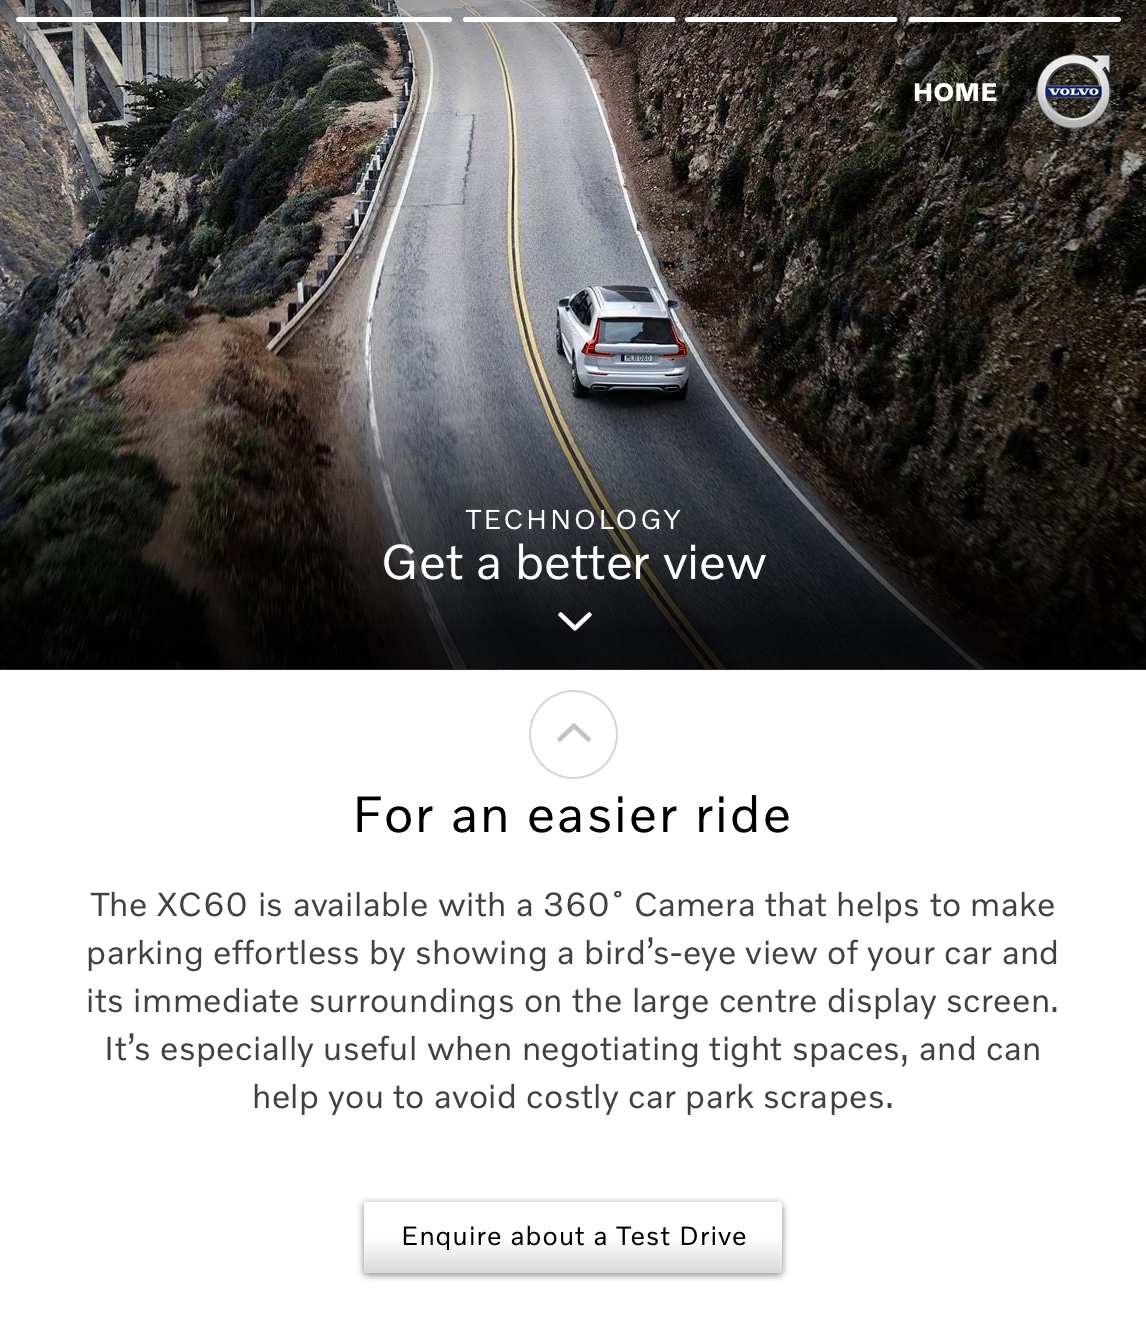 HOME
VOLVO
TECHNOLOGY
Get a better view
For an easier ride
The XC60 is available with a 360° Camera that helps to make
parking effortless by showing a bird’s-eye view of your car and
its immediate surroundings on the large centre display screen.
It’s especially useful when negotiating tight spaces, and can
help you to avoid costly car park scrapes.
Enquire about a Test Drive